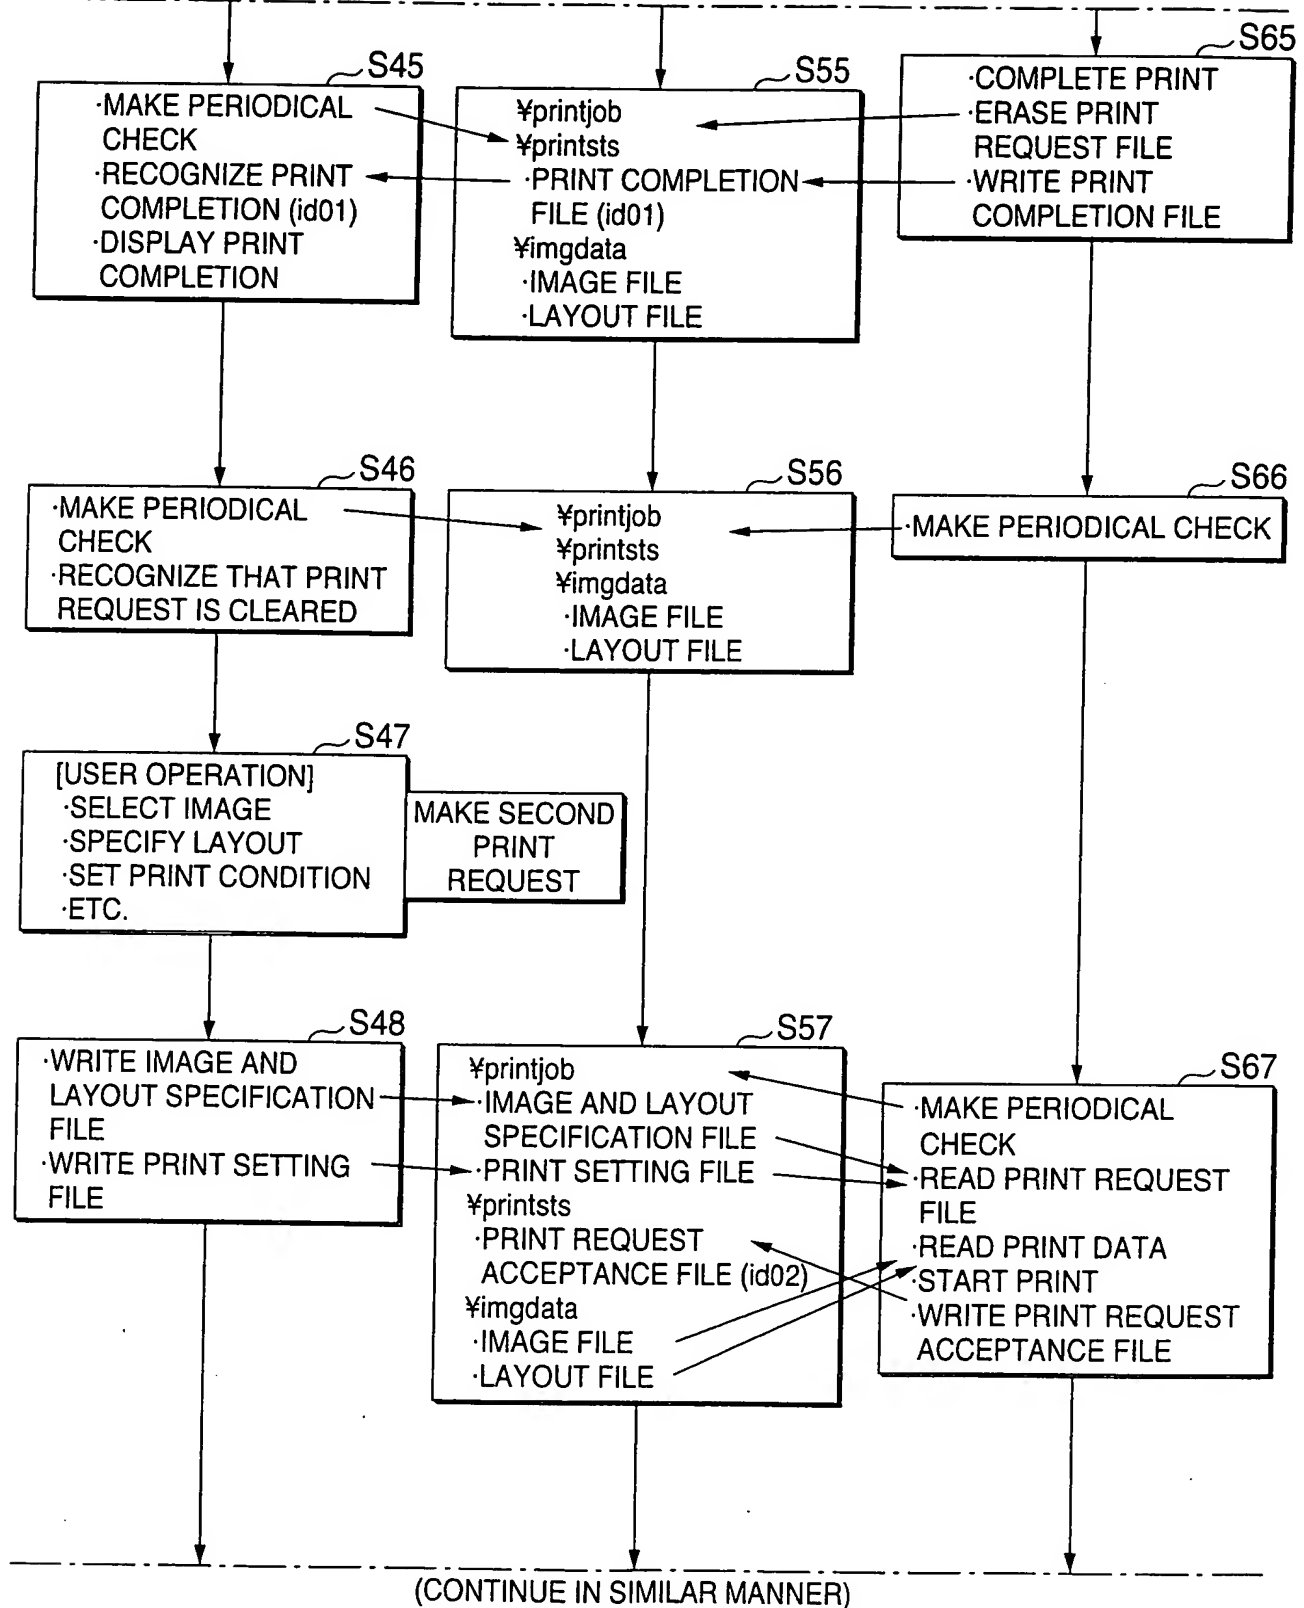 S45
·MAKE PERIODICAL
CHECK
·RECOGNIZE PRINT
COMPLETION (id01)
·DISPLAY PRINT
COMPLETION
S55
¥printjob
¥printsts
·PRINT COMPLETION
FILE (id01)
¥imgdata
·IMAGE FILE
·LAYOUT FILE
S65
·COMPLETE PRINT
·ERASE PRINT
REQUEST FILE
·WRITE PRINT
COMPLETION FILE
S46
·MAKE PERIODICAL
CHECK
·RECOGNIZE THAT PRINT
REQUEST IS CLEARED
S56
¥printjob
¥printsts
¥imgdata
·IMAGE FILE
·LAYOUT FILE
S66
·MAKE PERIODICAL CHECK
S47
[USER OPERATION]
·SELECT IMAGE
·SPECIFY LAYOUT
·SET PRINT CONDITION
·ETC.
MAKE SECOND
PRINT
REQUEST
S48
·WRITE IMAGE AND
LAYOUT SPECIFICATION
FILE
·WRITE PRINT SETTING
FILE
S57
¥printjob
·IMAGE AND LAYOUT
SPECIFICATION FILE
·PRINT SETTING FILE
¥printsts
·PRINT REQUEST
ACCEPTANCE FILE (id02)
¥imgdata
·IMAGE FILE
·LAYOUT FILE
S67
·MAKE PERIODICAL
CHECK
·READ PRINT REQUEST
FILE
·READ PRINT DATA
·START PRINT
·WRITE PRINT REQUEST
ACCEPTANCE FILE
(CONTINUE IN SIMILAR MANNER)